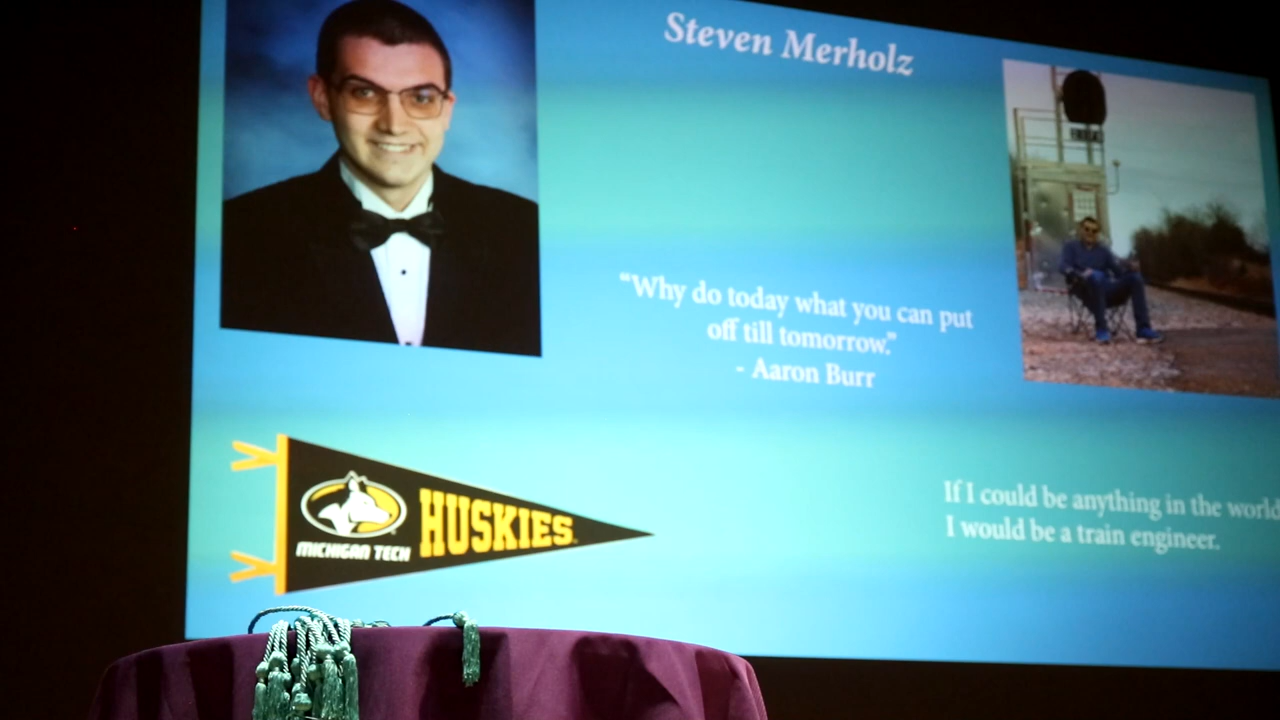 Steven Merholz
“Why do today what you can put
off till tomorrow.”
- Aaron Burr
MICHIGAN TECH
HUSKIES
If I could be anything in the world
I would be a train engineer.